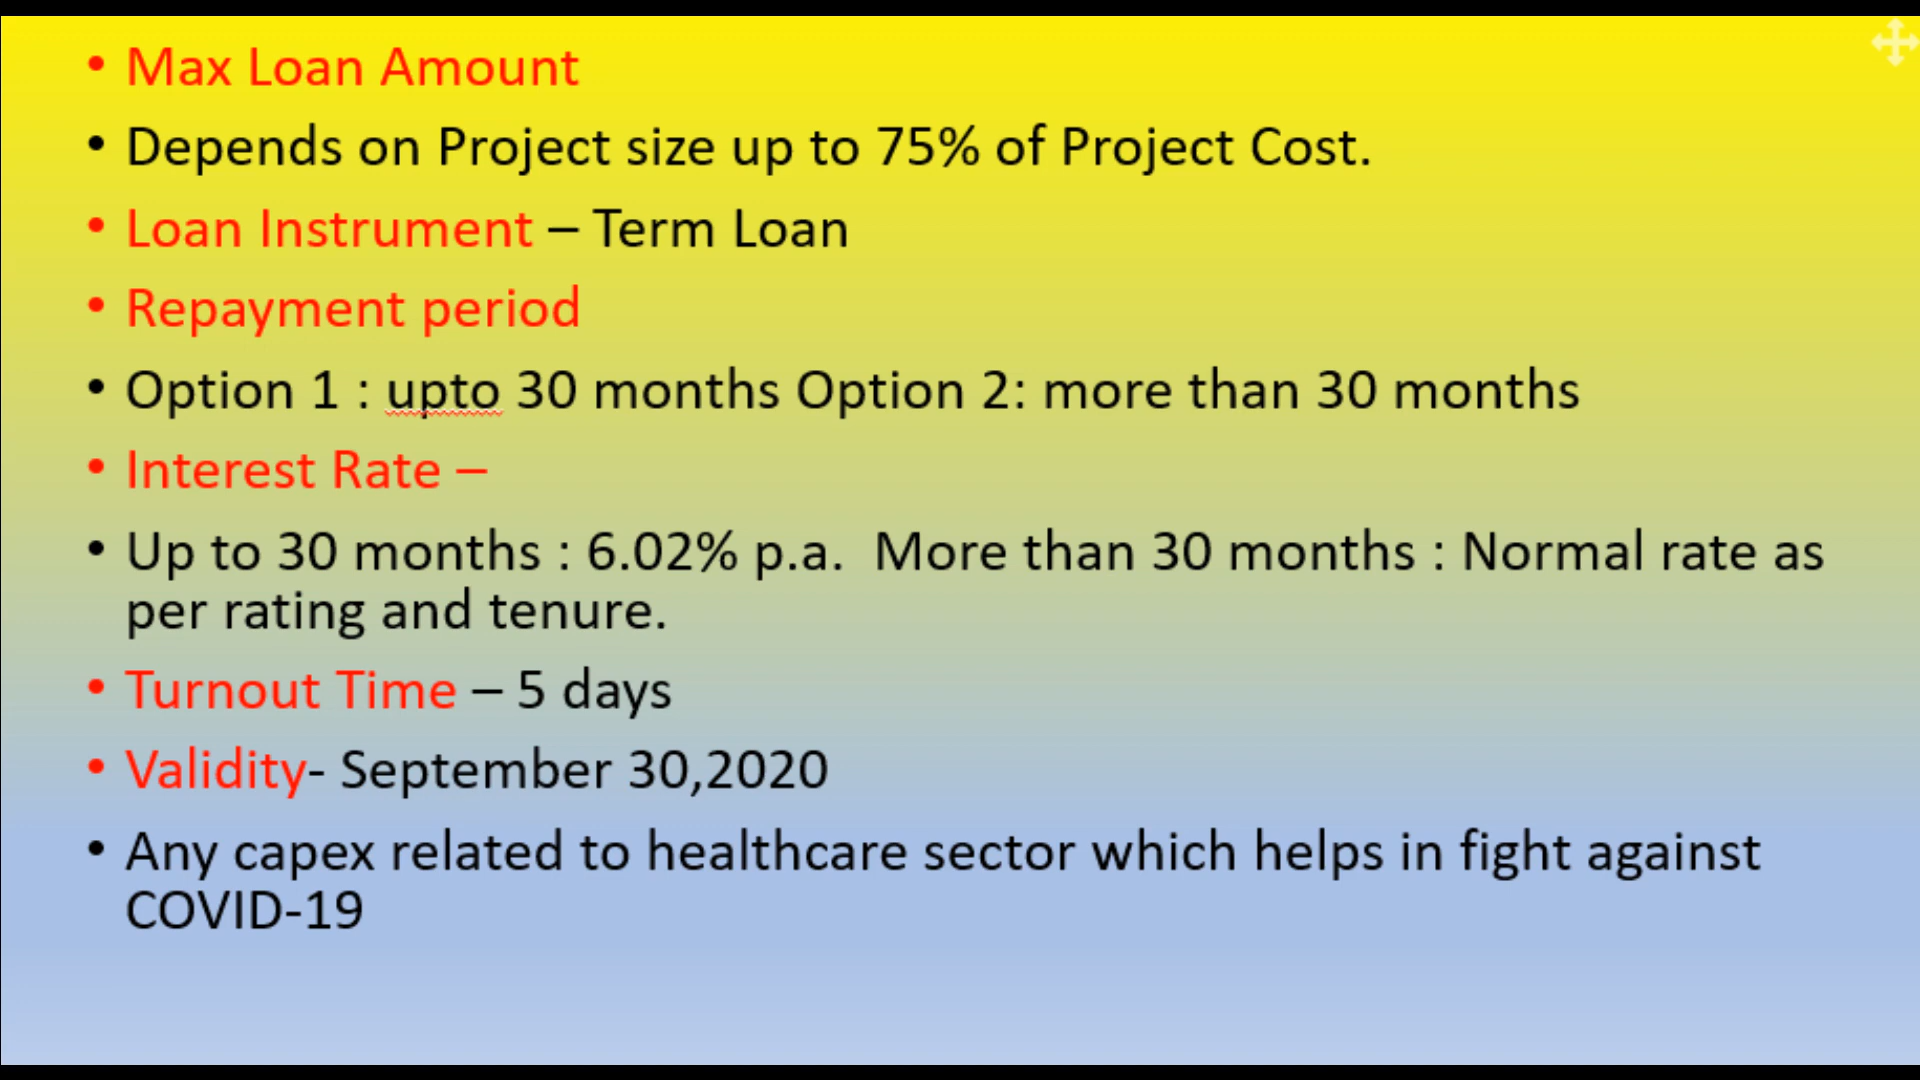 • Max Loan Amount
• Depends on Project size up to 75% of Project Cost.
• Loan Instrument – Term Loan
• Repayment period
• Option 1 : upto 30 months Option 2: more than 30 months
• Interest Rate –
• Up to 30 months : 6.02% p.a.  More than 30 months : Normal rate as
per rating and tenure.
• Turnout Time – 5 days
• Validity- September 30,2020
• Any capex related to healthcare sector which helps in fight against
COVID-19